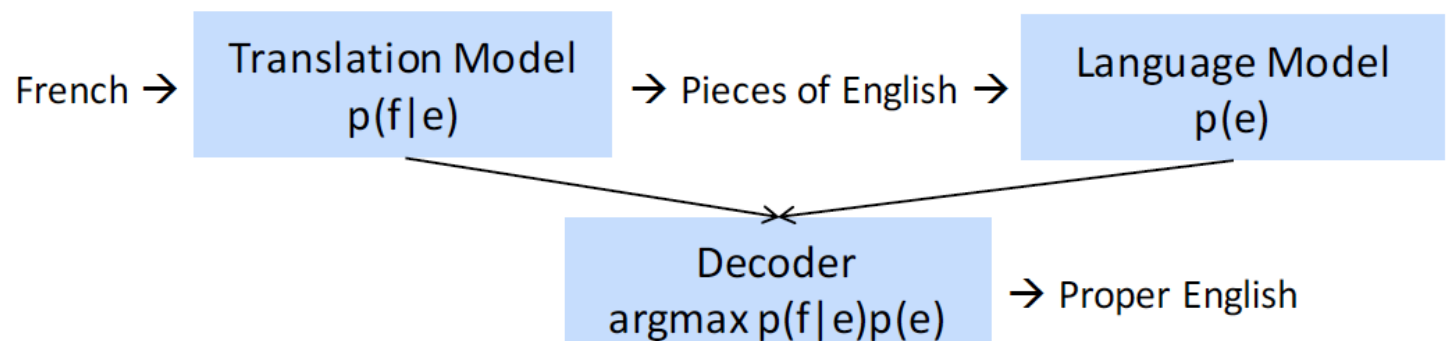 French → Translation Model → Pieces of English → Language Model
p(f|e)
p(e)
Decoder
argmax p(f|e)p(e)
→ Proper English